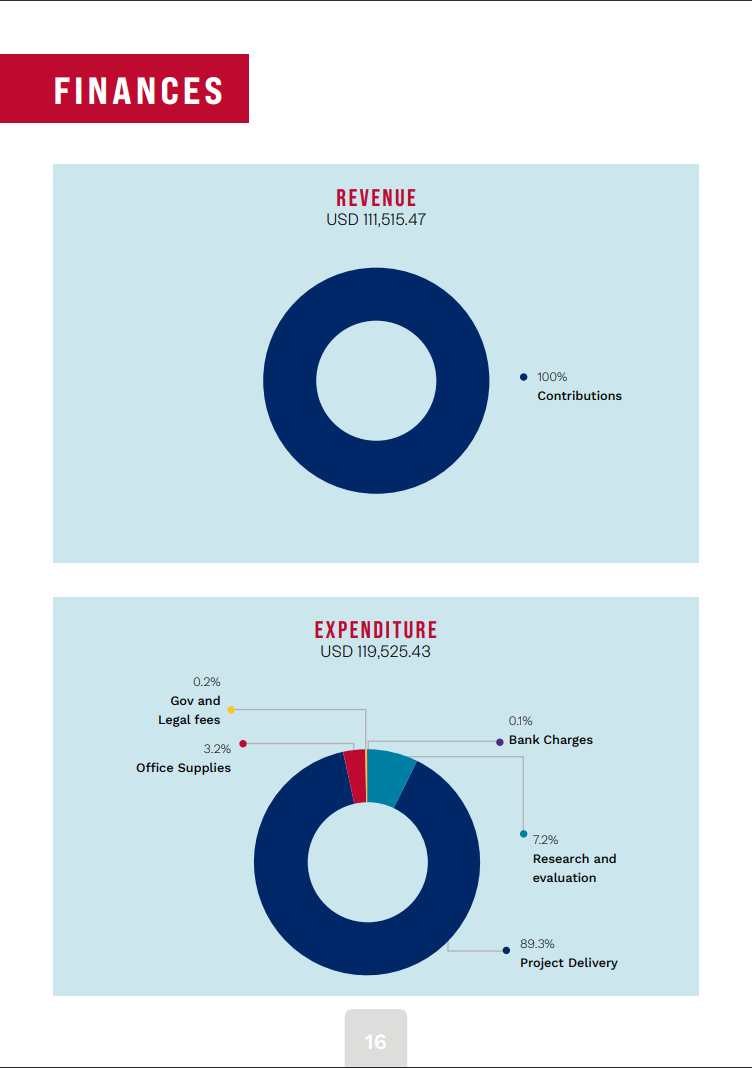 FINANCES
REVENUE
USD 111,515.47
100%
Contributions
EXPENDITURE
USD 119,525.43
0.2%
Gov and
Legal fees
3.2%
Office Supplies
0.1%
Bank Charges
7.2%
Research and
evaluation
89.3%
Project Delivery
16